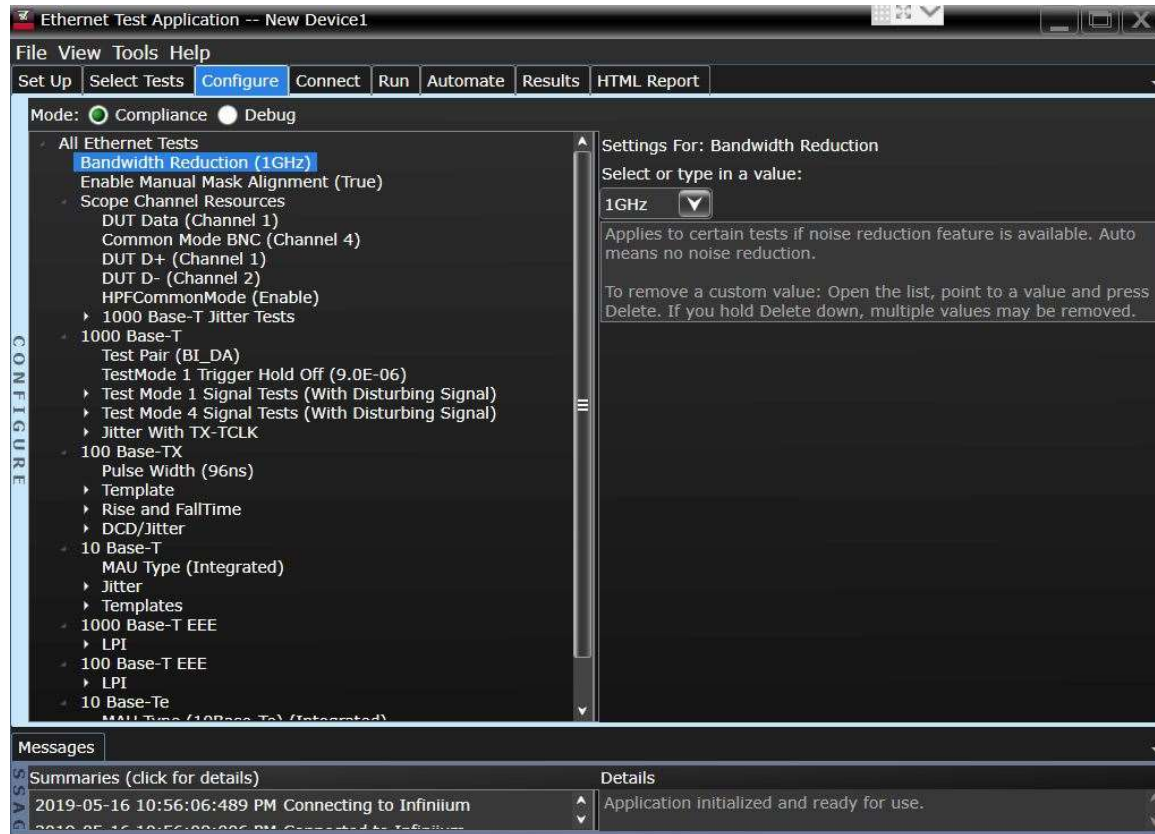 Ethernet Test Application -- New Device1
File View Tools Help
Set Up Select Tests Configure Connect Run Automate Results HTML Report
Mode: Compliance Debug
All Ethernet Tests
Bandwidth Reduction (1GHz)
Enable Manual Mask Alignment (True)
Scope Channel Resources
DUT Data (Channel 1)
Common Mode BNC (Channel 4)
DUT D+ (Channel 1)
DUT D- (Channel 2)
HPFCommonMode (Enable)
1000 Base-T Jitter Tests
1000 Base-T
Test Pair (BI_DA)
TestMode 1 Trigger Hold Off (9.0E-06)
Test Mode 1 Signal Tests (With Disturbing Signal)
Test Mode 4 Signal Tests (With Disturbing Signal)
Jitter With TX-TCLK
100 Base-TX
Pulse Width (96ns)
Template
Rise and FallTime
DCD/Jitter
10 Base-T
MAU Type (Integrated)
Jitter
Templates
1000 Base-T EEE
LPI
100 Base-T EEE
LPI
10 Base-Te
MAU Type (10Base-Te) (Integrated)
CONFIGURE
Settings For: Bandwidth Reduction
Select or type in a value:
1GHz
Applies to certain tests if noise reduction feature is available. Auto
means no noise reduction.
To remove a custom value: Open the list, point to a value and press
Delete. If you hold Delete down, multiple values may be removed.
Messages
SSAG
Summaries (click for details)
2019-05-16 10:56:06:489 PM Connecting to Infiniium
Details
Application initialized and ready for use.